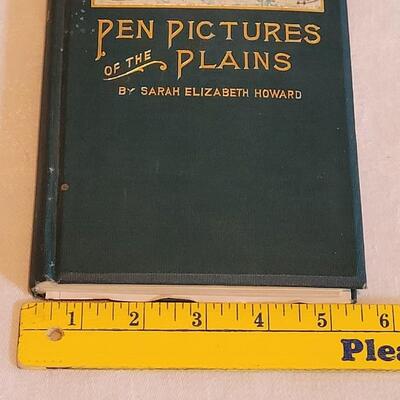 PEN PICTURES
OF THE PLAINS
BY SARAH ELIZABETH HOWARD
1 2 3 4 5 6
Plea